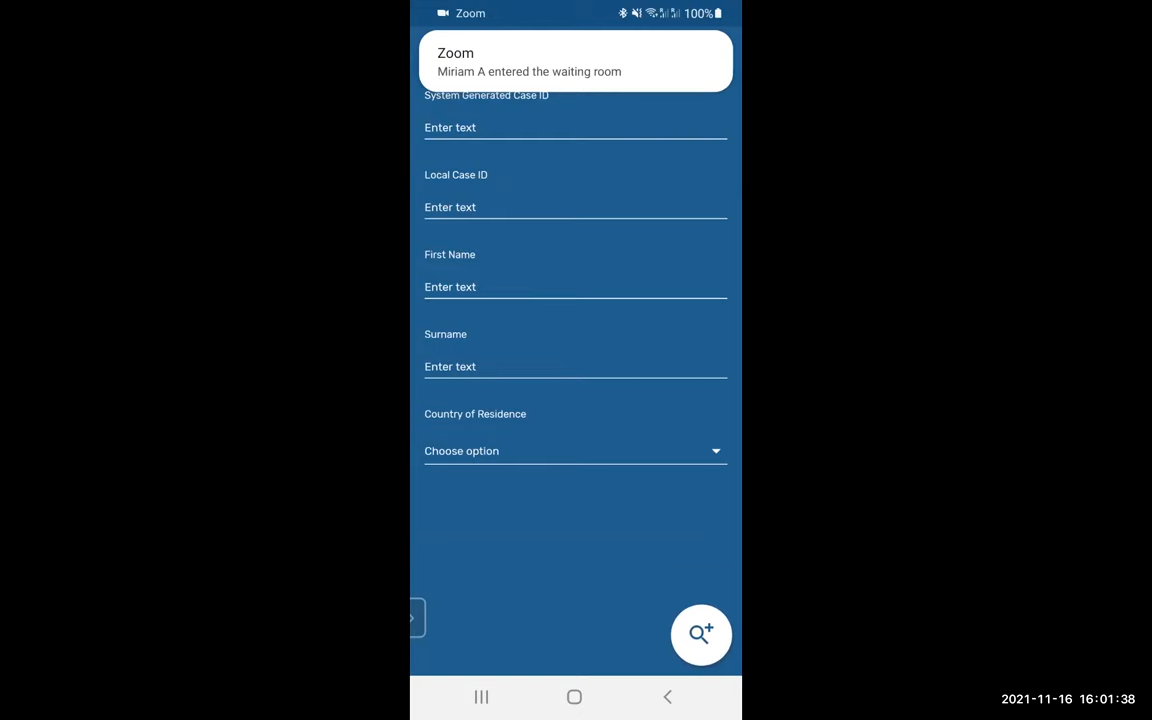 Zoom
100%
Zoom
Miriam A entered the waiting room
System Generated Case ID
Enter text
Local Case ID
Enter text
First Name
Enter text
Surname
Enter text
Country of Residence
Choose option
2021-11-16 16:01:38